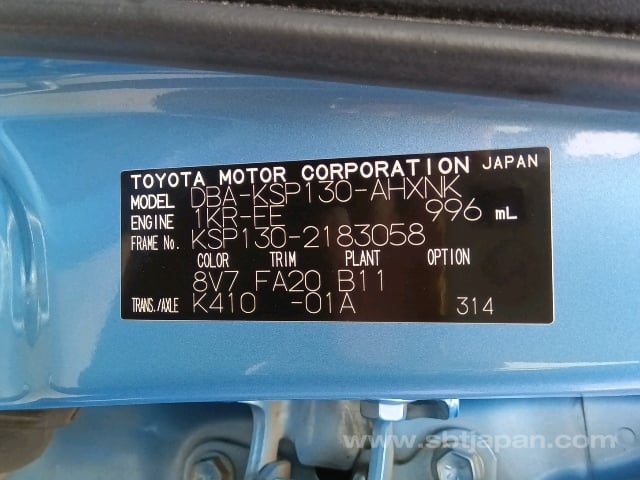 TOYOTA MOTOR CORPORATION JAPAN
MODEL DBA-KSP130-AHXNK
ENGINE 1KR-FE 996 mL
FRAME No. KSP130-2183058
COLOR TRIM PLANT OPTION
8V7 FA20 B11
TRANS./AXLE K410 -01A 314
www.sbtjapan.com